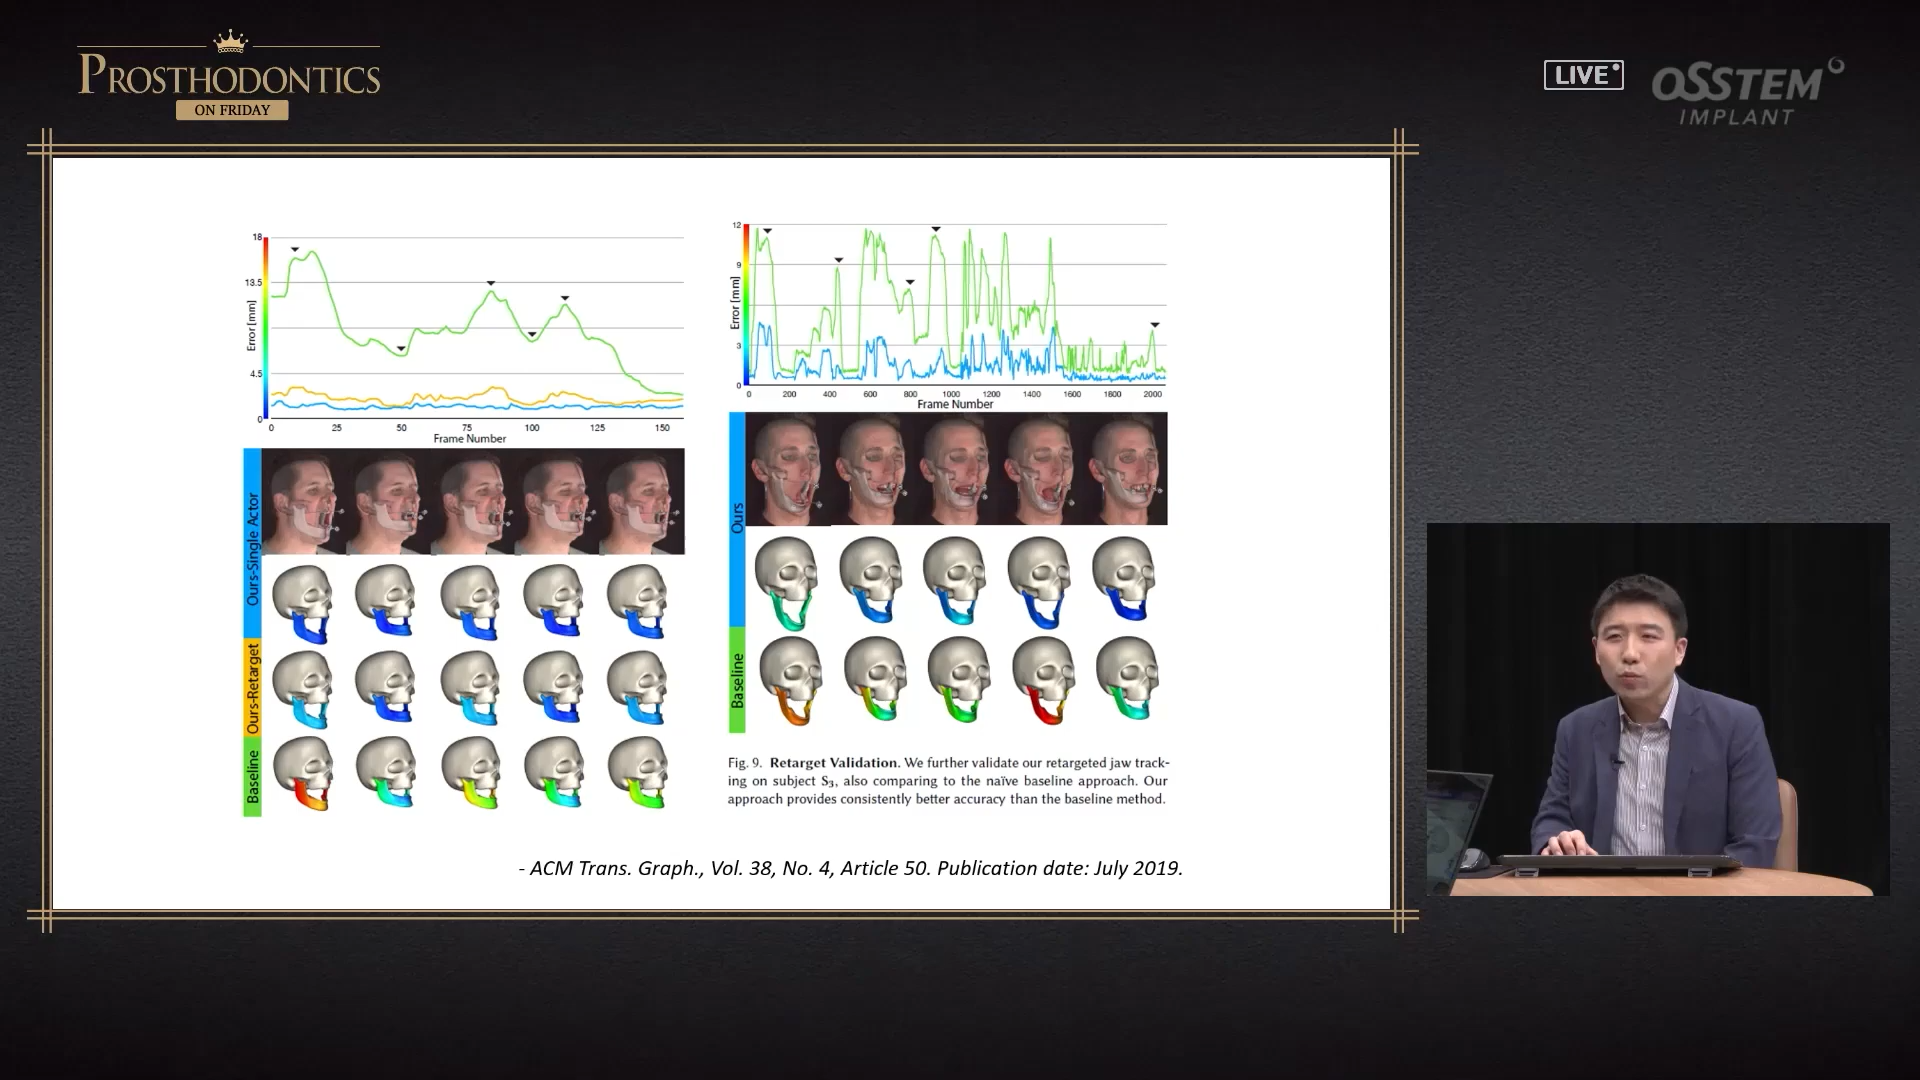 PROSTHODONTICS
ON FRIDAY
LIVE
OSSTEM
IMPLANT
18
13.5
4.5
0
Error [mm]
0 25 50 75 100 125 150
Frame Number
Ours-Single Actor
Ours-Retarget
Baseline
12
9
3
0
Error [mm]
0 200 400 600 800 1000 1200 1400 1600 1800 2000
Frame Number
Ours
Baseline
Fig. 9. Retarget Validation. We further validate our retargeted jaw track-
ing on subject S3, also comparing to the naïve baseline approach. Our
approach provides consistently better accuracy than the baseline method.
- ACM Trans. Graph., Vol. 38, No. 4, Article 50. Publication date: July 2019.